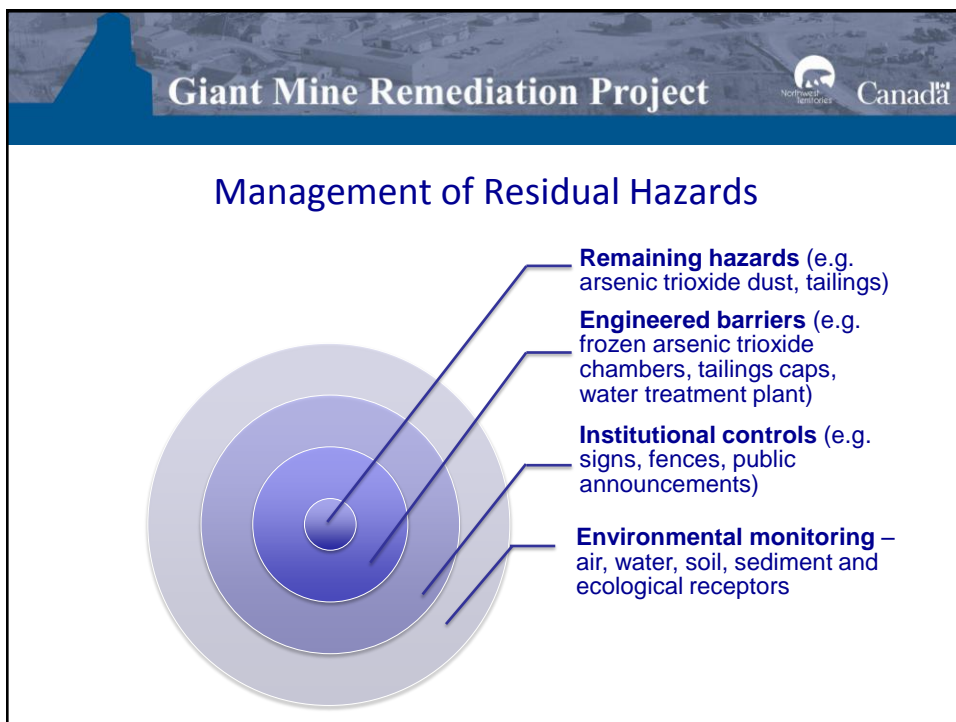 Giant Mine Remediation Project
Northwest
Territories
Canada
Management of Residual Hazards
Remaining hazards (e.g.
arsenic trioxide dust, tailings)
Engineered barriers (e.g.
frozen arsenic trioxide
chambers, tailings caps,
water treatment plant)
Institutional controls (e.g.
signs, fences, public
announcements)
Environmental monitoring –
air, water, soil, sediment and
ecological receptors